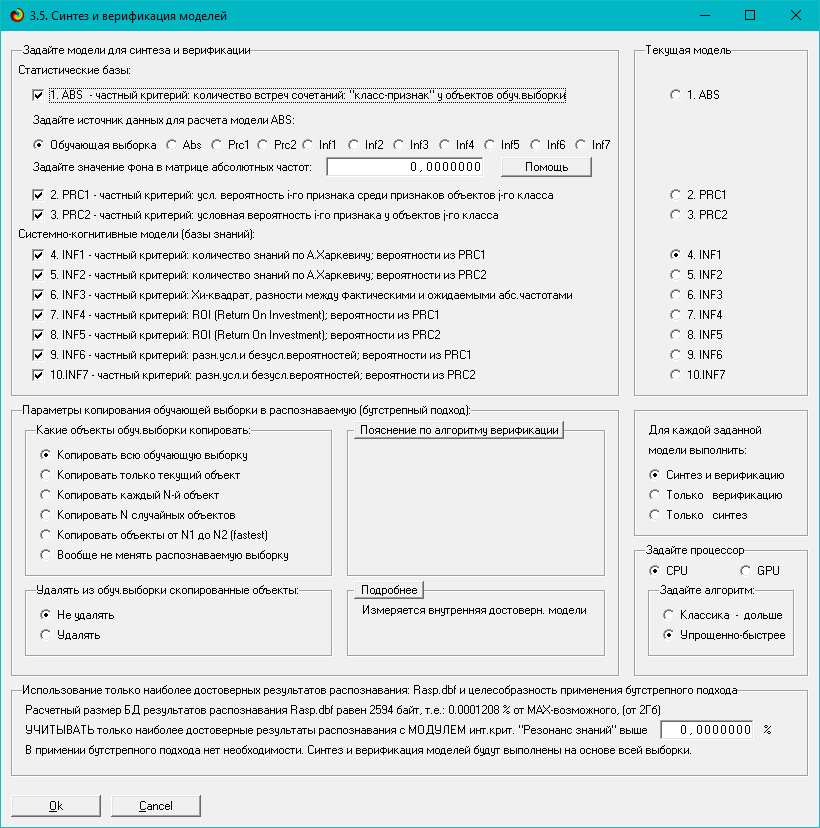 3.5. Синтез и верификация моделей
Задайте модели для синтеза и верификации
Статистические базы:
1. ABS - частный критерий: количество встреч сочетаний: "класс-признак" у объектов обуч.выборки
Задайте источник данных для расчета модели ABS:
Обучающая выборка Abs Prc1 Prc2 Inf1 Inf2 Inf3 Inf4 Inf5 Inf6 Inf7
Задайте значение фона в матрице абсолютных частот: 0,0000000 Помощь
2. PRC1 - частный критерий: усл. вероятность i-го признака среди признаков объектов j-го класса
3. PRC2 - частный критерий: условная вероятность i-го признака у объектов j-го класса
Системно-когнитивные модели (базы знаний):
4. INF1 - частный критерий: количество знаний по А.Харкевичу; вероятности из PRC1
5. INF2 - частный критерий: количество знаний по А.Харкевичу; вероятности из PRC2
6. INF3 - частный критерий: Хи-квадрат, разности между фактическими и ожидаемыми абс.частотами
7. INF4 - частный критерий: ROI (Return On Investment); вероятности из PRC1
8. INF5 - частный критерий: ROI (Return On Investment); вероятности из PRC2
9. INF6 - частный критерий: разн.усл.и безусл.вероятностей; вероятности из PRC1
10.INF7 - частный критерий: разн.усл.и безусл.вероятностей; вероятности из PRC2
Текущая модель
1. ABS
2. PRC1
3. PRC2
4. INF1
5. INF2
6. INF3
7. INF4
8. INF5
9. INF6
10.INF7
Параметры копирования обучающей выборки в распознаваемую (бутстрепный подход):
Какие объекты обуч.выборки копировать:
Копировать всю обучающую выборку
Копировать только текущий объект
Копировать каждый N-й объект
Копировать N случайных объектов
Копировать объекты от N1 до N2 (fastest)
Вообще не менять распознаваемую выборку
Пояснение по алгоритму верификации
Удалять из обуч.выборки скопированные объекты:
Не удалять
Удалять
Подробнее
Измеряется внутренняя достоверн. модели
Для каждой заданной
модели выполнить:
Синтез и верификацию
Только верификацию
Только синтез
Задайте процессор
CPU GPU
Задайте алгоритм:
Классика - дольше
Упрощенно-быстрее
Использование только наиболее достоверных результатов распознавания: Rasp.dbf и целесобразность применения бутстрепного подхода
Расчетный размер БД результатов распознавания Rasp.dbf равен 2594 байт, т.е.: 0.0001208 % от MAX-возможного, (от 2Гб)
УЧИТЫВАТЬ только наиболее достоверные результаты распознавания с МОДУЛЕМ инт.крит. "Резонанс знаний" выше 0,0000000 %
В примении бутстрепного подхода нет необходимости. Синтез и верификация моделей будут выполнены на основе всей выборки.
Ok Cancel